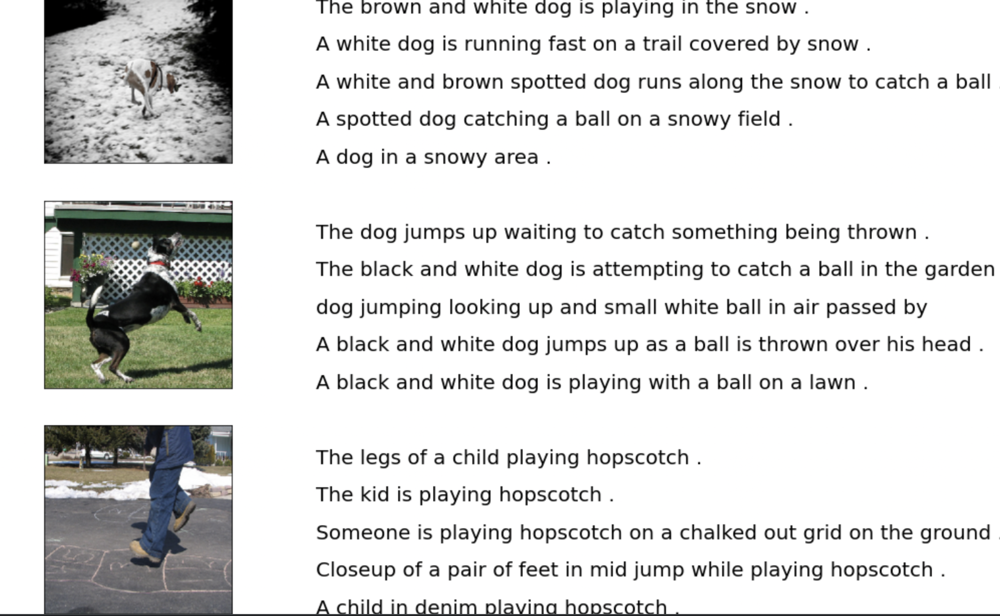 The brown and white dog is playing in the snow .
A white dog is running fast on a trail covered by snow .
A white and brown spotted dog runs along the snow to catch a ball .
A spotted dog catching a ball on a snowy field .
A dog in a snowy area .
The dog jumps up waiting to catch something being thrown .
The black and white dog is attempting to catch a ball in the garden
dog jumping looking up and small white ball in air passed by
A black and white dog jumps up as a ball is thrown over his head .
A black and white dog is playing with a ball on a lawn .
The legs of a child playing hopscotch .
The kid is playing hopscotch .
Someone is playing hopscotch on a chalked out grid on the ground .
Closeup of a pair of feet in mid jump while playing hopscotch .
A child in denim playing hopscotch .